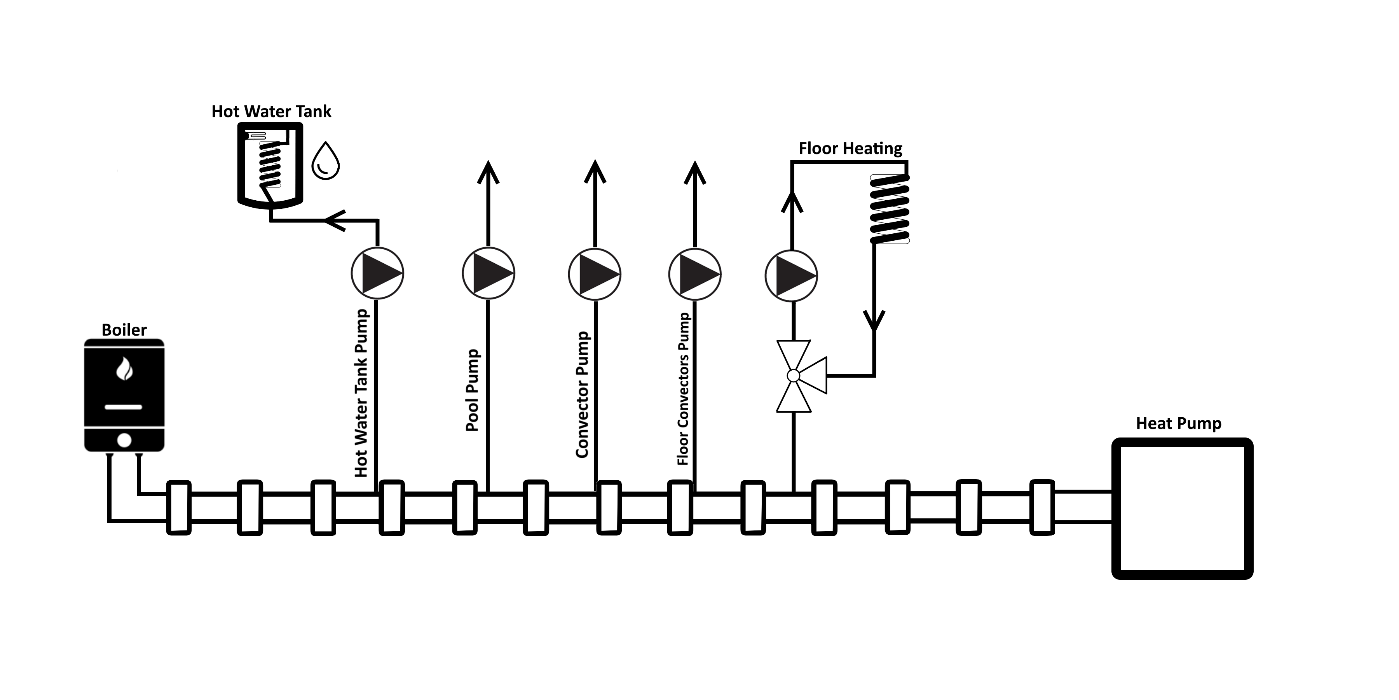 Hot Water Tank
Floor Heating
Boiler
Hot Water Tank Pump
Pool Pump
Convector Pump
Floor Convectors Pump
Heat Pump